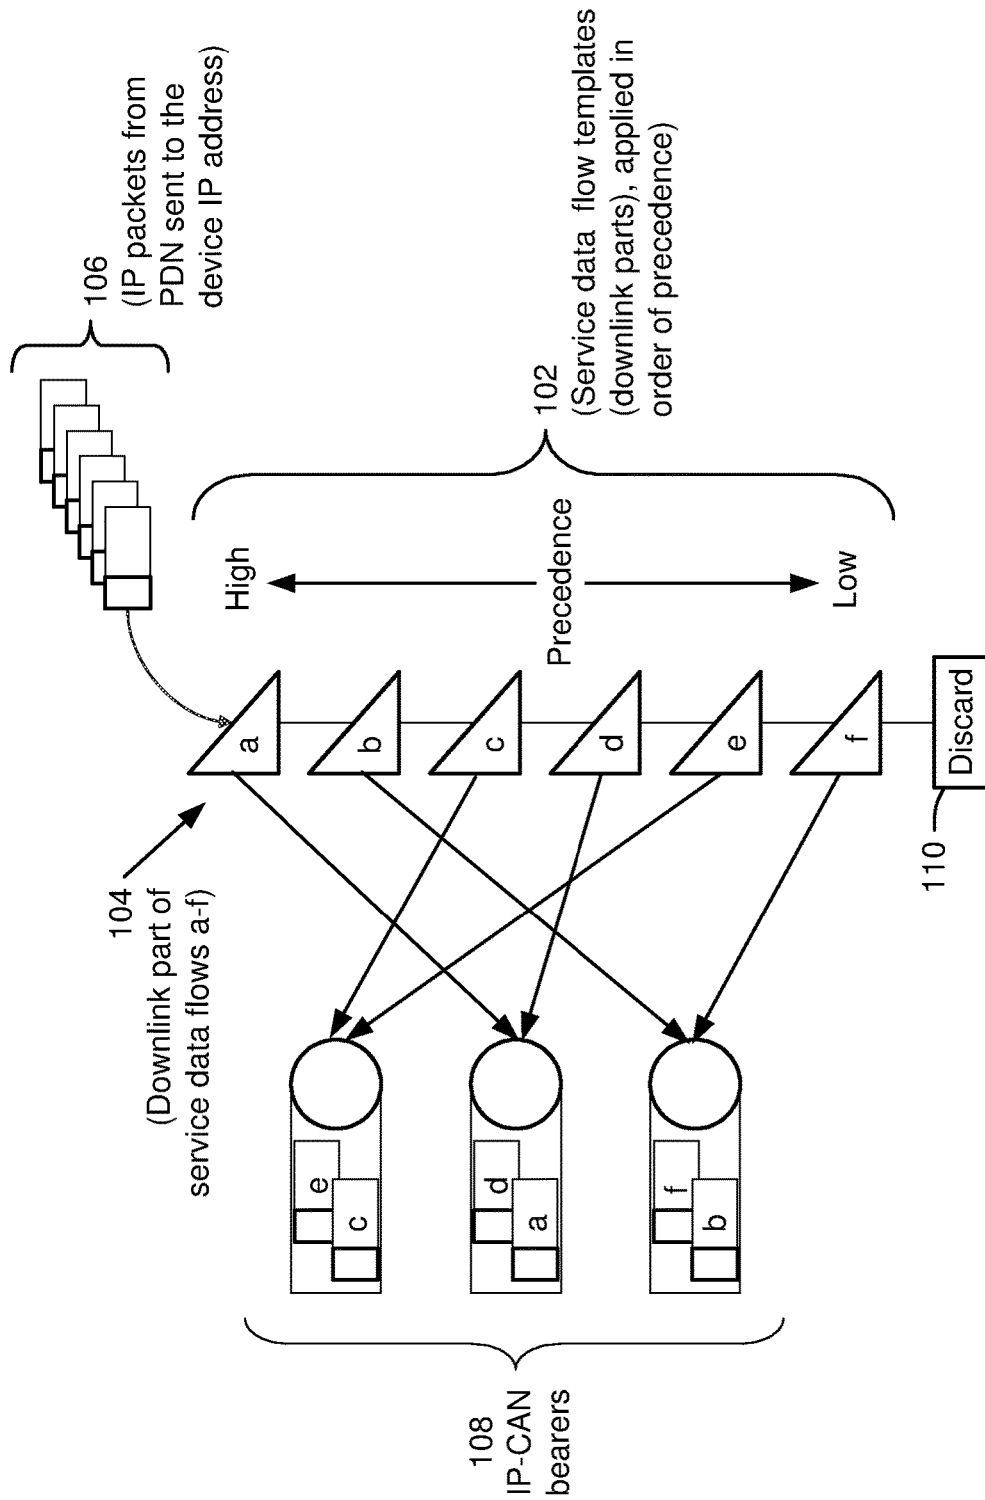 106
(IP packets from
PDN sent to the
device IP address)
102
(Service data flow templates
(downlink parts), applied in
order of precedence)
High
Precedence
Low
104
(Downlink part of
service data flows a-f)
a
b
c
d
e
f
110
Discard
e
c
d
a
f
b
108
IP-CAN
bearers